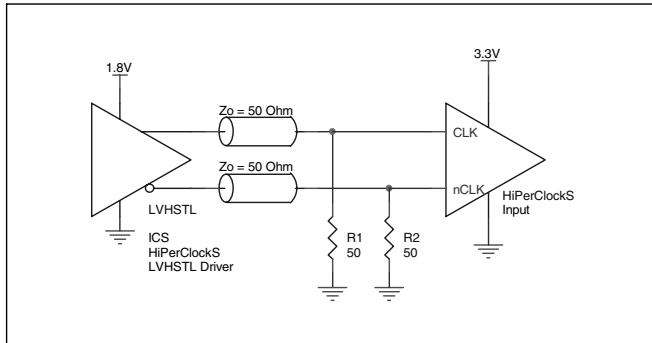 1.8V
3.3V
Zo = 50 Ohm
CLK
Zo = 50 Ohm
nCLK
HiPerClockS
Input
LVHSTL
ICS
HiPerClockS
LVHSTL Driver
R1
50
R2
50